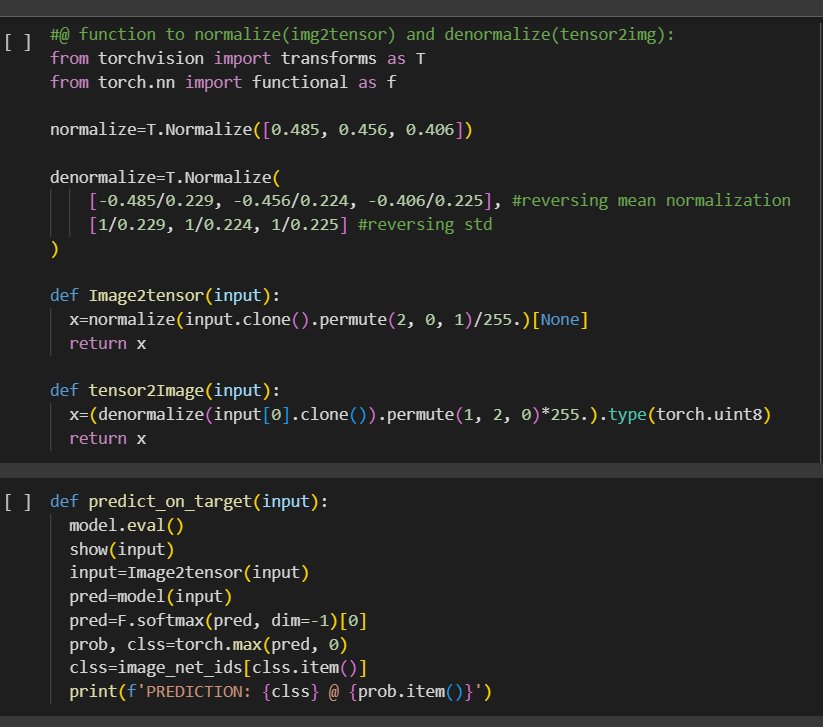 [ ] #@ function to normalize(img2tensor) and denormalize(tensor2img):
from torchvision import transforms as T
from torch.nn import functional as f
normalize=T.Normalize([0.485, 0.456, 0.406])
denormalize=T.Normalize(
[-0.485/0.229, -0.456/0.224, -0.406/0.225], #reversing mean normalization
[1/0.229, 1/0.224, 1/0.225] #reversing std
)
def Image2tensor(input):
x=normalize(input.clone().permute(2, 0, 1)/255.)[None]
return x
def tensor2Image(input):
x=(denormalize(input[0].clone()).permute(1, 2, 0)*255.).type(torch.uint8)
return x
[ ] def predict_on_target(input):
model.eval()
show(input)
input=Image2tensor(input)
pred=model(input)
pred=F.softmax(pred, dim=-1)[0]
prob, clss=torch.max(pred, 0)
clss=image_net_ids[clss.item()]
print(f'PREDICTION: {clss} @ {prob.item()}')